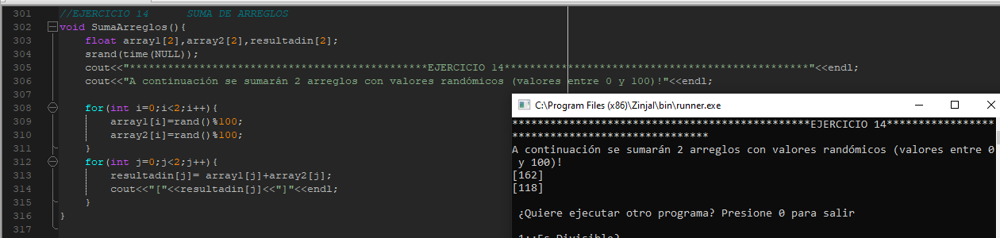 301 //EJERCICIO 14      SUMA DE ARREGLOS
302 void SumaArreglos(){
303     float array1[2],array2[2],resultadin[2];
304     srand(time(NULL));
305     cout<<"***********************************************EJERCICIO 14************************************************"<<endl;
306     cout<<"A continuación se sumarán 2 arreglos con valores randómicos (valores entre 0 y 100)!"<<endl;
307
308     for(int i=0;i<2;i++){
309         array1[i]=rand()%100;
310         array2[i]=rand()%100;
311     }
312     for(int j=0;j<2;j++){
313         resultadin[j]= array1[j]+array2[j];
314         cout<<"["<<resultadin[j]<<"]"<<endl;
315     }
316 }
317
C:\Program Files (x86)\Zinjal\bin\runner.exe
***********************************************EJERCICIO 14*****************
*******************************
A continuación se sumarán 2 arreglos con valores randómicos (valores entre 0
y 100)!
[162]
[118]
¿Quiere ejecutar otro programa? Presione 0 para salir
1::Es Divisible?